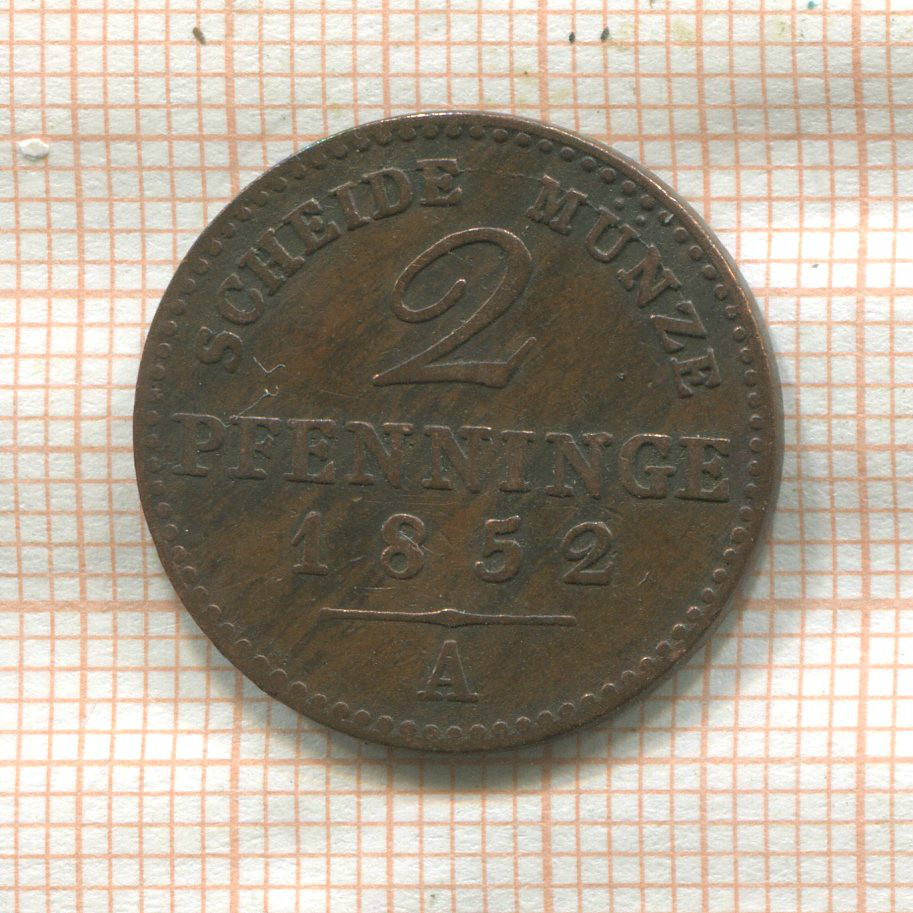 SCHEIDE MÜNZE
2
PFENNINGE
1852
A